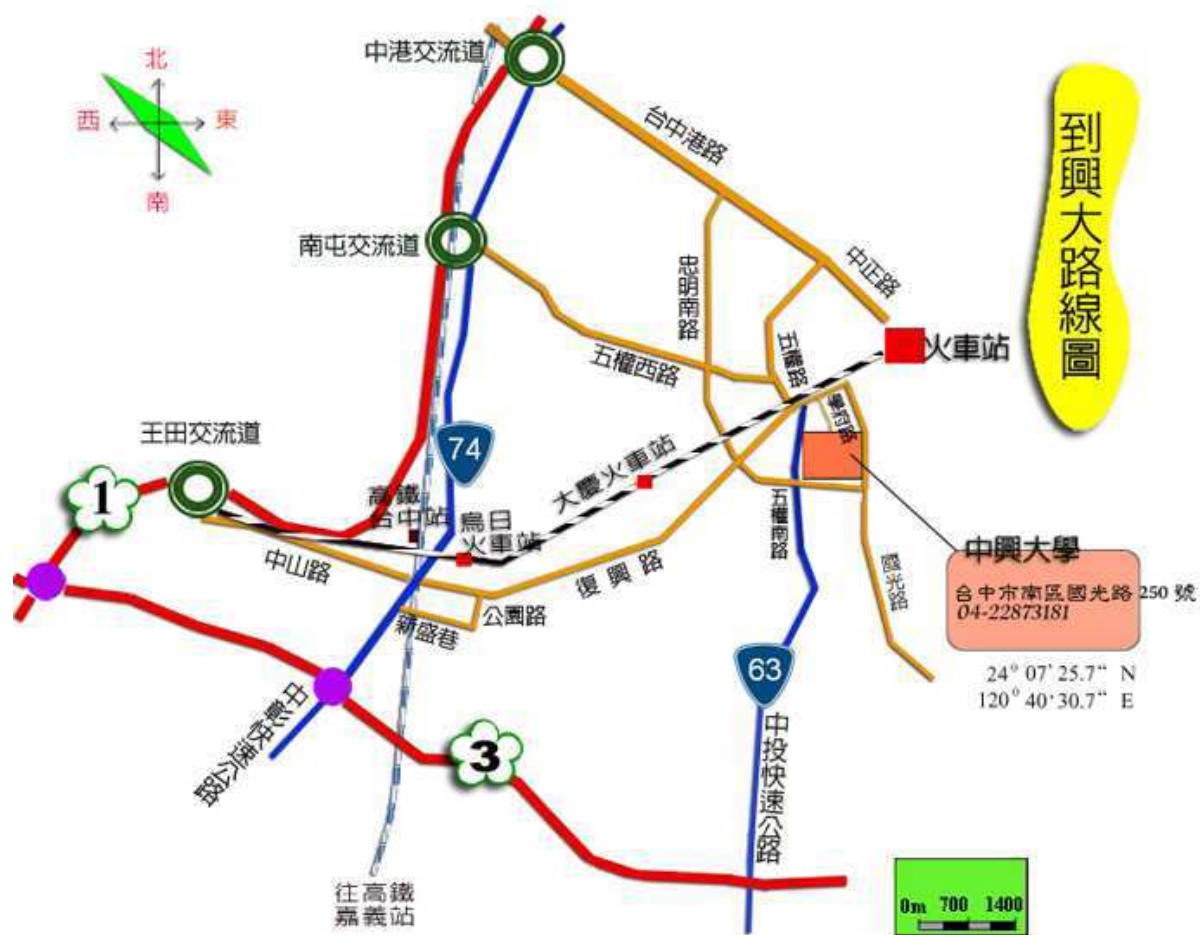 中港交流道
北
西 東
南
台中港路
到興大路線圖
南屯交流道
忠明南路
中正路
五權西路
五權路
火車站
學府路
王田交流道
74
1
大慶火車站
高鐵
台中站
烏日
火車站
五權南路
中山路
復興路
國光路
中興大學
台中市南區國光路 250 號
04-22873181
公園路
新盛巷
24° 07' 25.7“ N
120° 40' 30.7“ E
63
中彰快速公路
3
中投快速公路
往高鐵
嘉義站
0m 700 1400